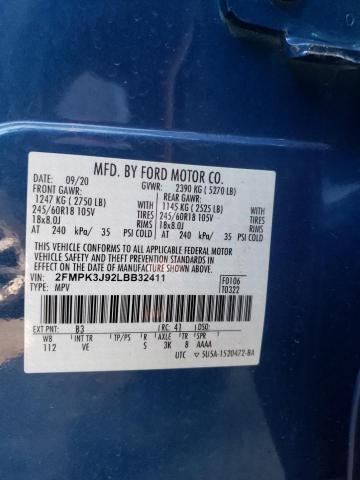 MFD. BY FORD MOTOR CO.
DATE: 09/20 GVWR: 2390 KG ( 5270 LB)
FRONT GAWR: REAR GAWR:
1247 KG ( 2750 LB) WITH 1145 KG ( 2525 LB) WITH
245/60R18 105V TIRES 245/60R18 105V TIRES
18x8.0J RIMS 18x8.0J RIMS
AT 240 kPa/ 35 PSI COLD AT 240 kPa/ 35 PSI COLD
THIS VEHICLE CONFORMS TO ALL APPLICABLE FEDERAL MOTOR
VEHICLE SAFETY AND THEFT PREVENTION STANDARDS IN
EFFECT ON THE DATE OF MANUFACTURE SHOWN ABOVE.
VIN: 2FMPK3J92LBB32411 F0106
TYPE: MPV T0322
EXT PNT: B3 RC: 41 DSO:
WB INT TR TP/PS R AXLE TR SPR
112 VE S 3K 8 AAAA
UTC ▽ 5U5A-1520472-BA